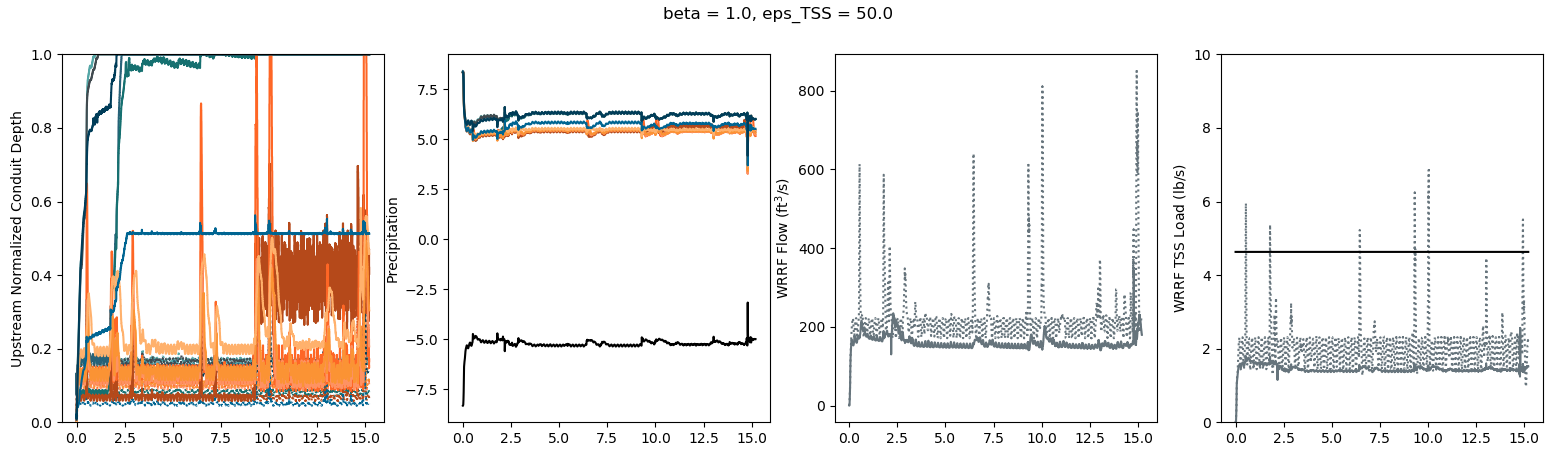 beta = 1.0, eps_TSS = 50.0
Upstream Normalized Conduit Depth
1.0
0.8
0.6
0.4
0.2
0.0
0.0 2.5 5.0 7.5 10.0 12.5 15.0
Precipitation
7.5
5.0
2.5
0.0
−2.5
−5.0
−7.5
0.0 2.5 5.0 7.5 10.0 12.5 15.0
WRRF Flow (ft³/s)
800
600
400
200
0
0.0 2.5 5.0 7.5 10.0 12.5 15.0
WRRF TSS Load (lb/s)
10
8
6
4
2
0
0.0 2.5 5.0 7.5 10.0 12.5 15.0